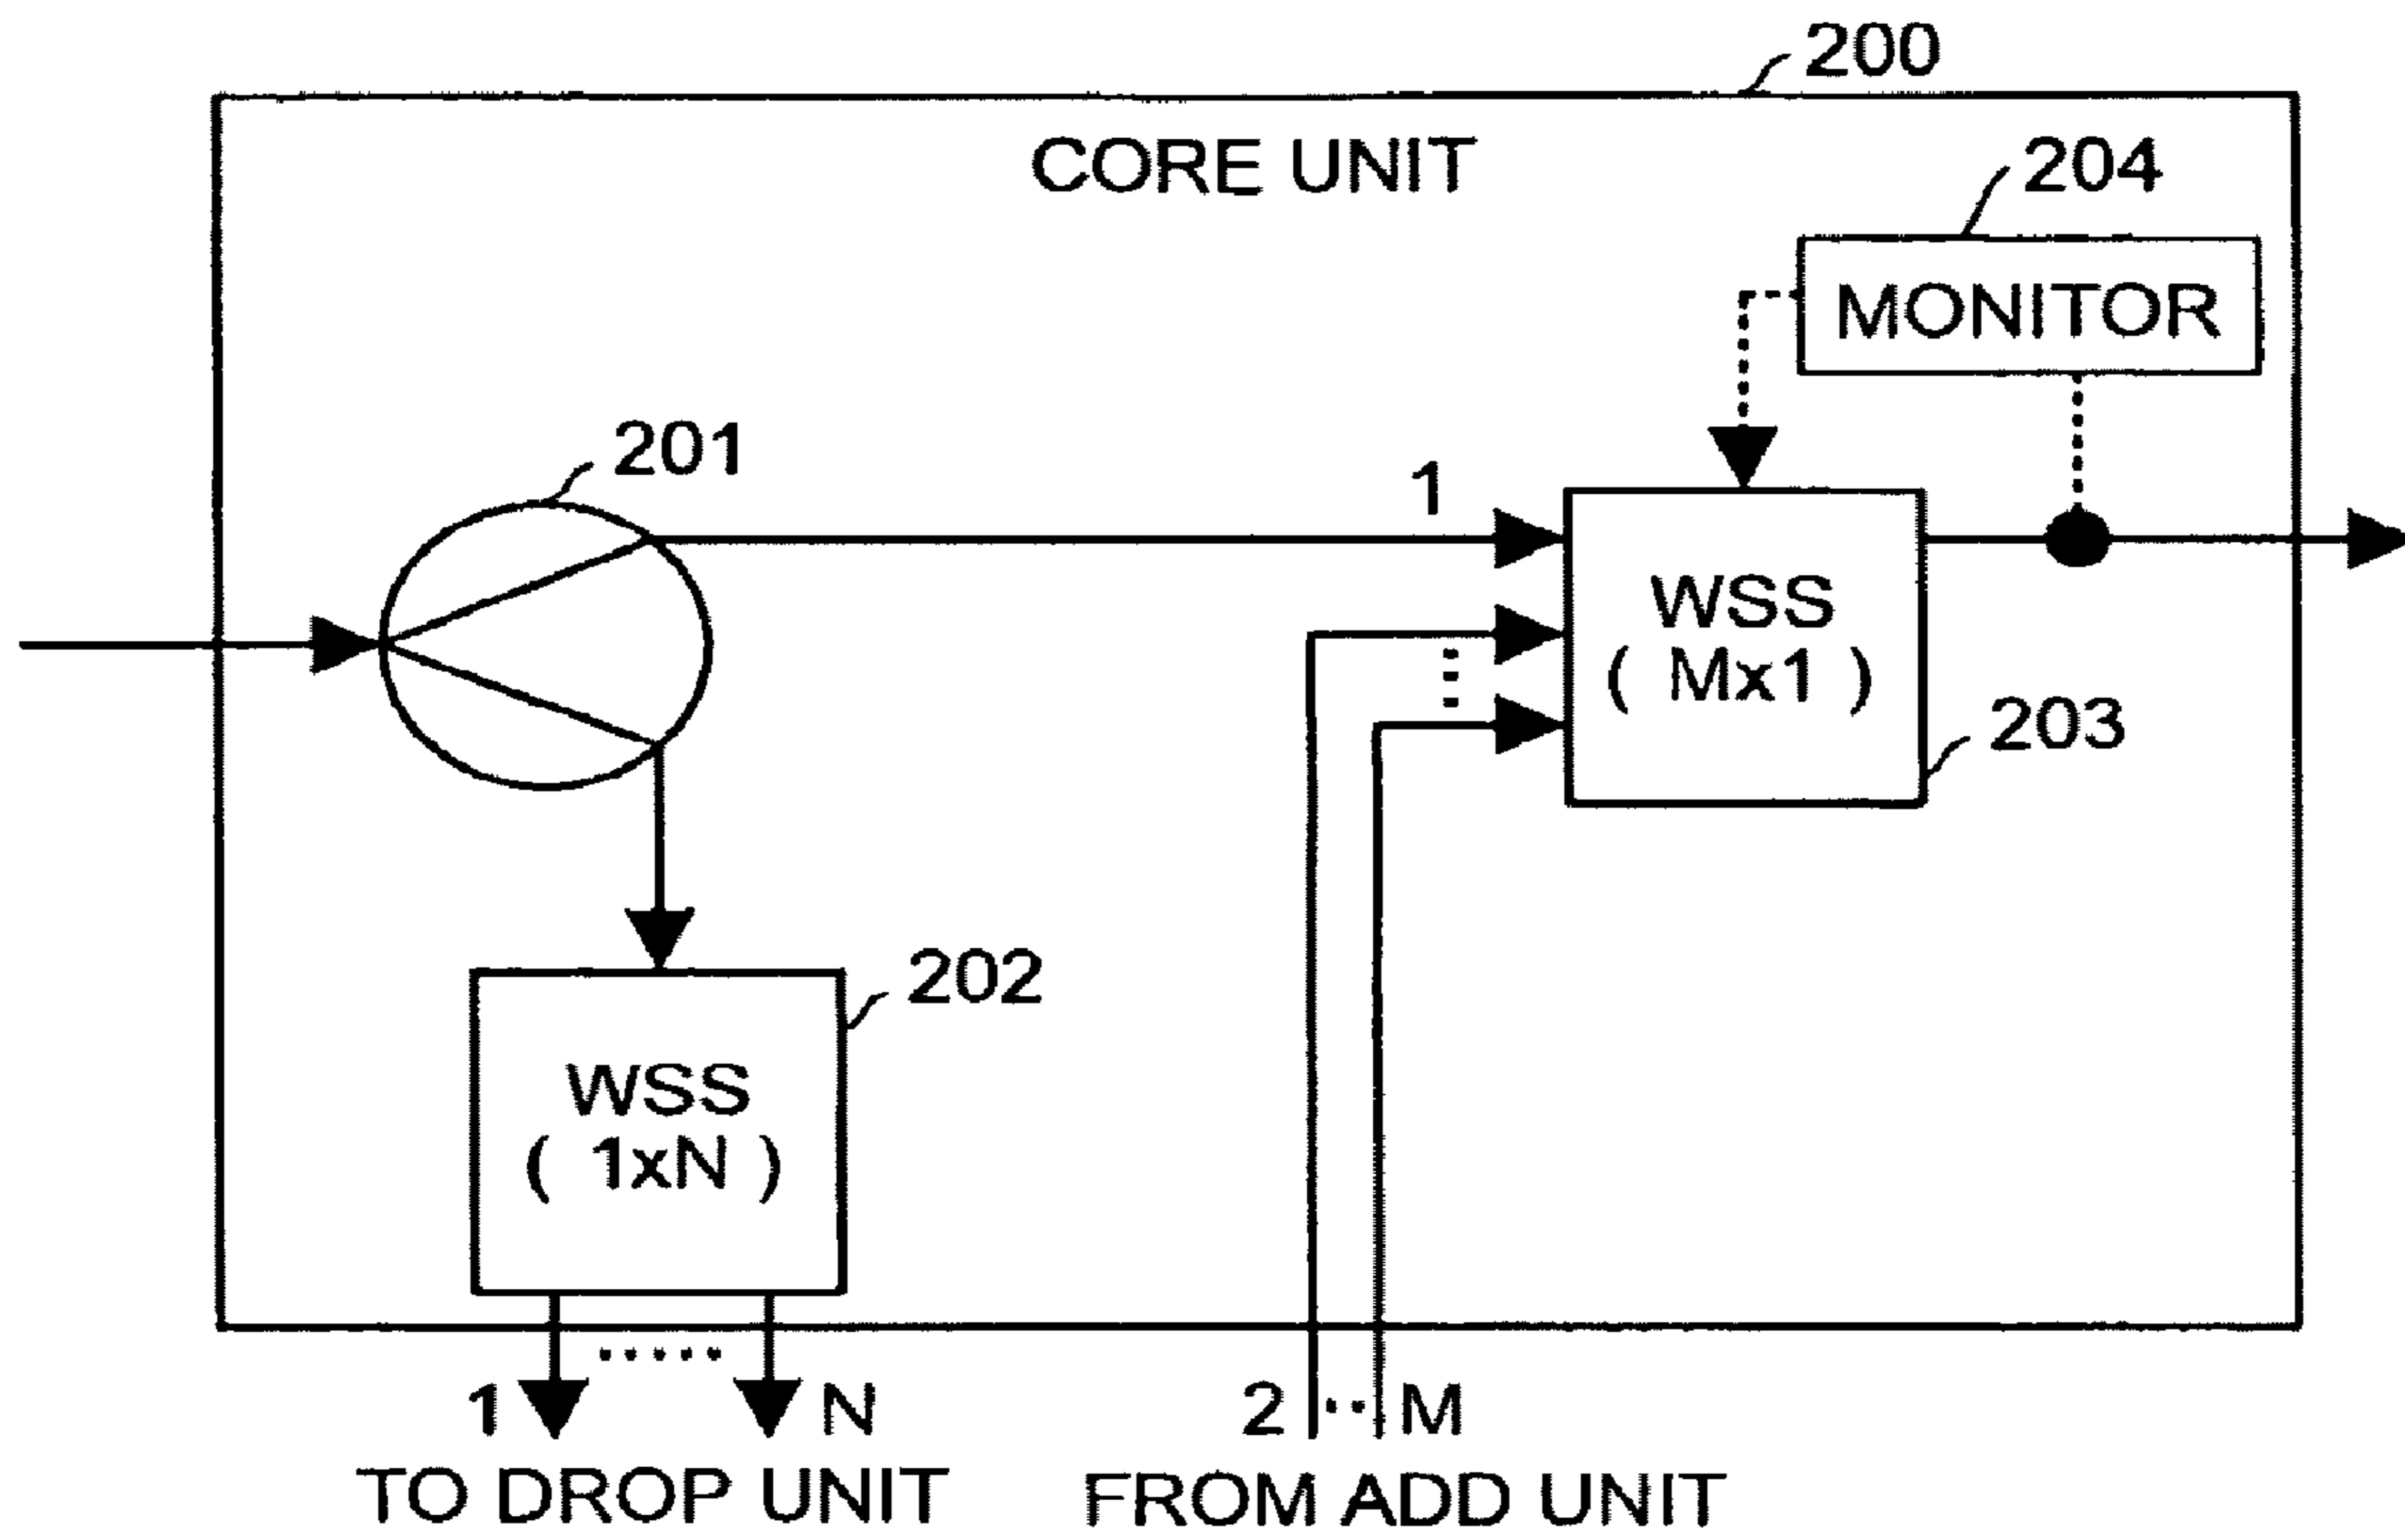 200
CORE UNIT
204
MONITOR
201
1
WSS
( Mx1 )
203
202
WSS
( 1xN )
1 ..... N
2 .. M
TO DROP UNIT
FROM ADD UNIT